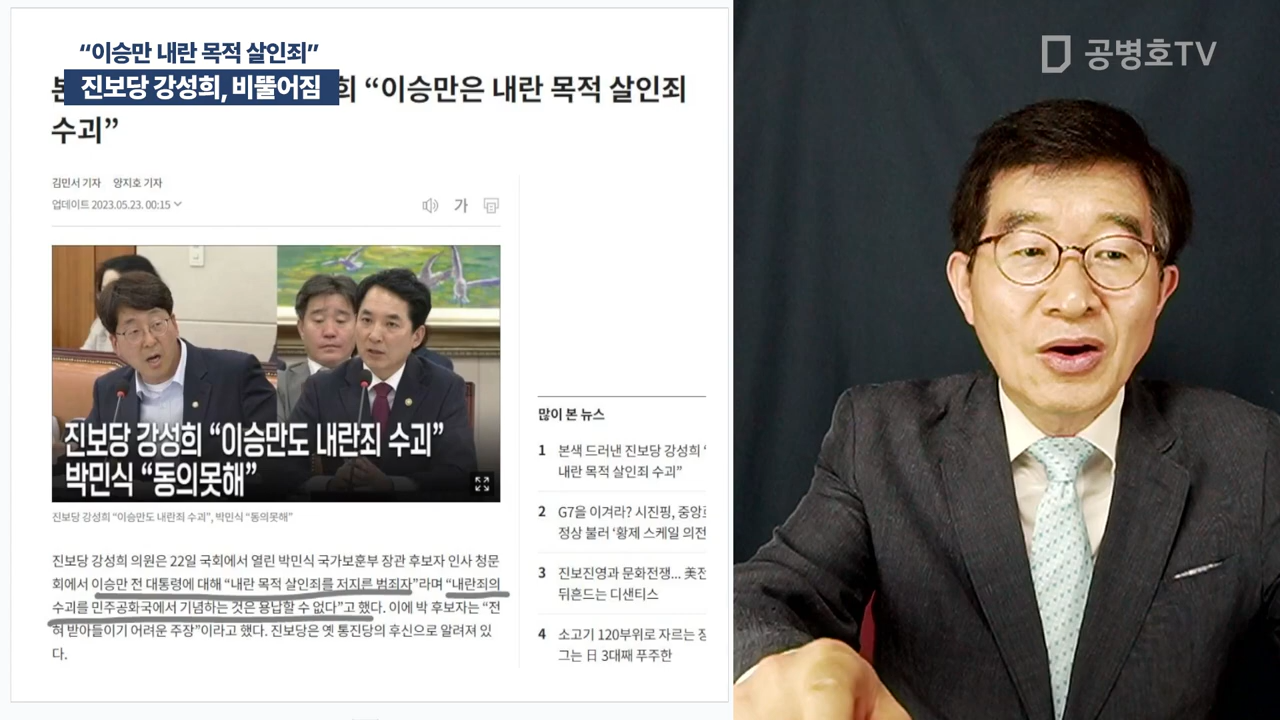 “이승만 내란 목적 살인죄”
진보당 강성희, 비뚤어짐
공병호TV
희 “이승만은 내란 목적 살인죄
수괴”
김민서 기자 양지호 기자
업데이트 2023.05.23. 00:15
가
진보당 강성희 “이승만도 내란죄 수괴”
박민식 “동의못해”
진보당 강성희 “이승만도 내란죄 수괴”, 박민식 “동의못해”
진보당 강성희 의원은 22일 국회에서 열린 박민식 국가보훈부 장관 후보자 인사 청문
회에서 이승만 전 대통령에 대해 “내란 목적 살인죄를 저지른 범죄자”라며 “내란죄의
수괴를 민주공화국에서 기념하는 것은 용납할 수 없다”고 했다. 이에 박 후보자는 “전
혀 받아들이기 어려운 주장”이라고 했다. 진보당은 옛 통진당의 후신으로 알려져 있
다.
많이 본 뉴스
1 본색 드러낸 진보당 강성희 “
내란 목적 살인죄 수괴”
2 G7을 이겨라? 시진핑, 중앙
정상 불러 ‘황제 스케일 의전
3 진보진영과 문화전쟁... 美전
뒤흔드는 디샌티스
4 소고기 120부위로 자르는
그는 日 3대째 푸주한